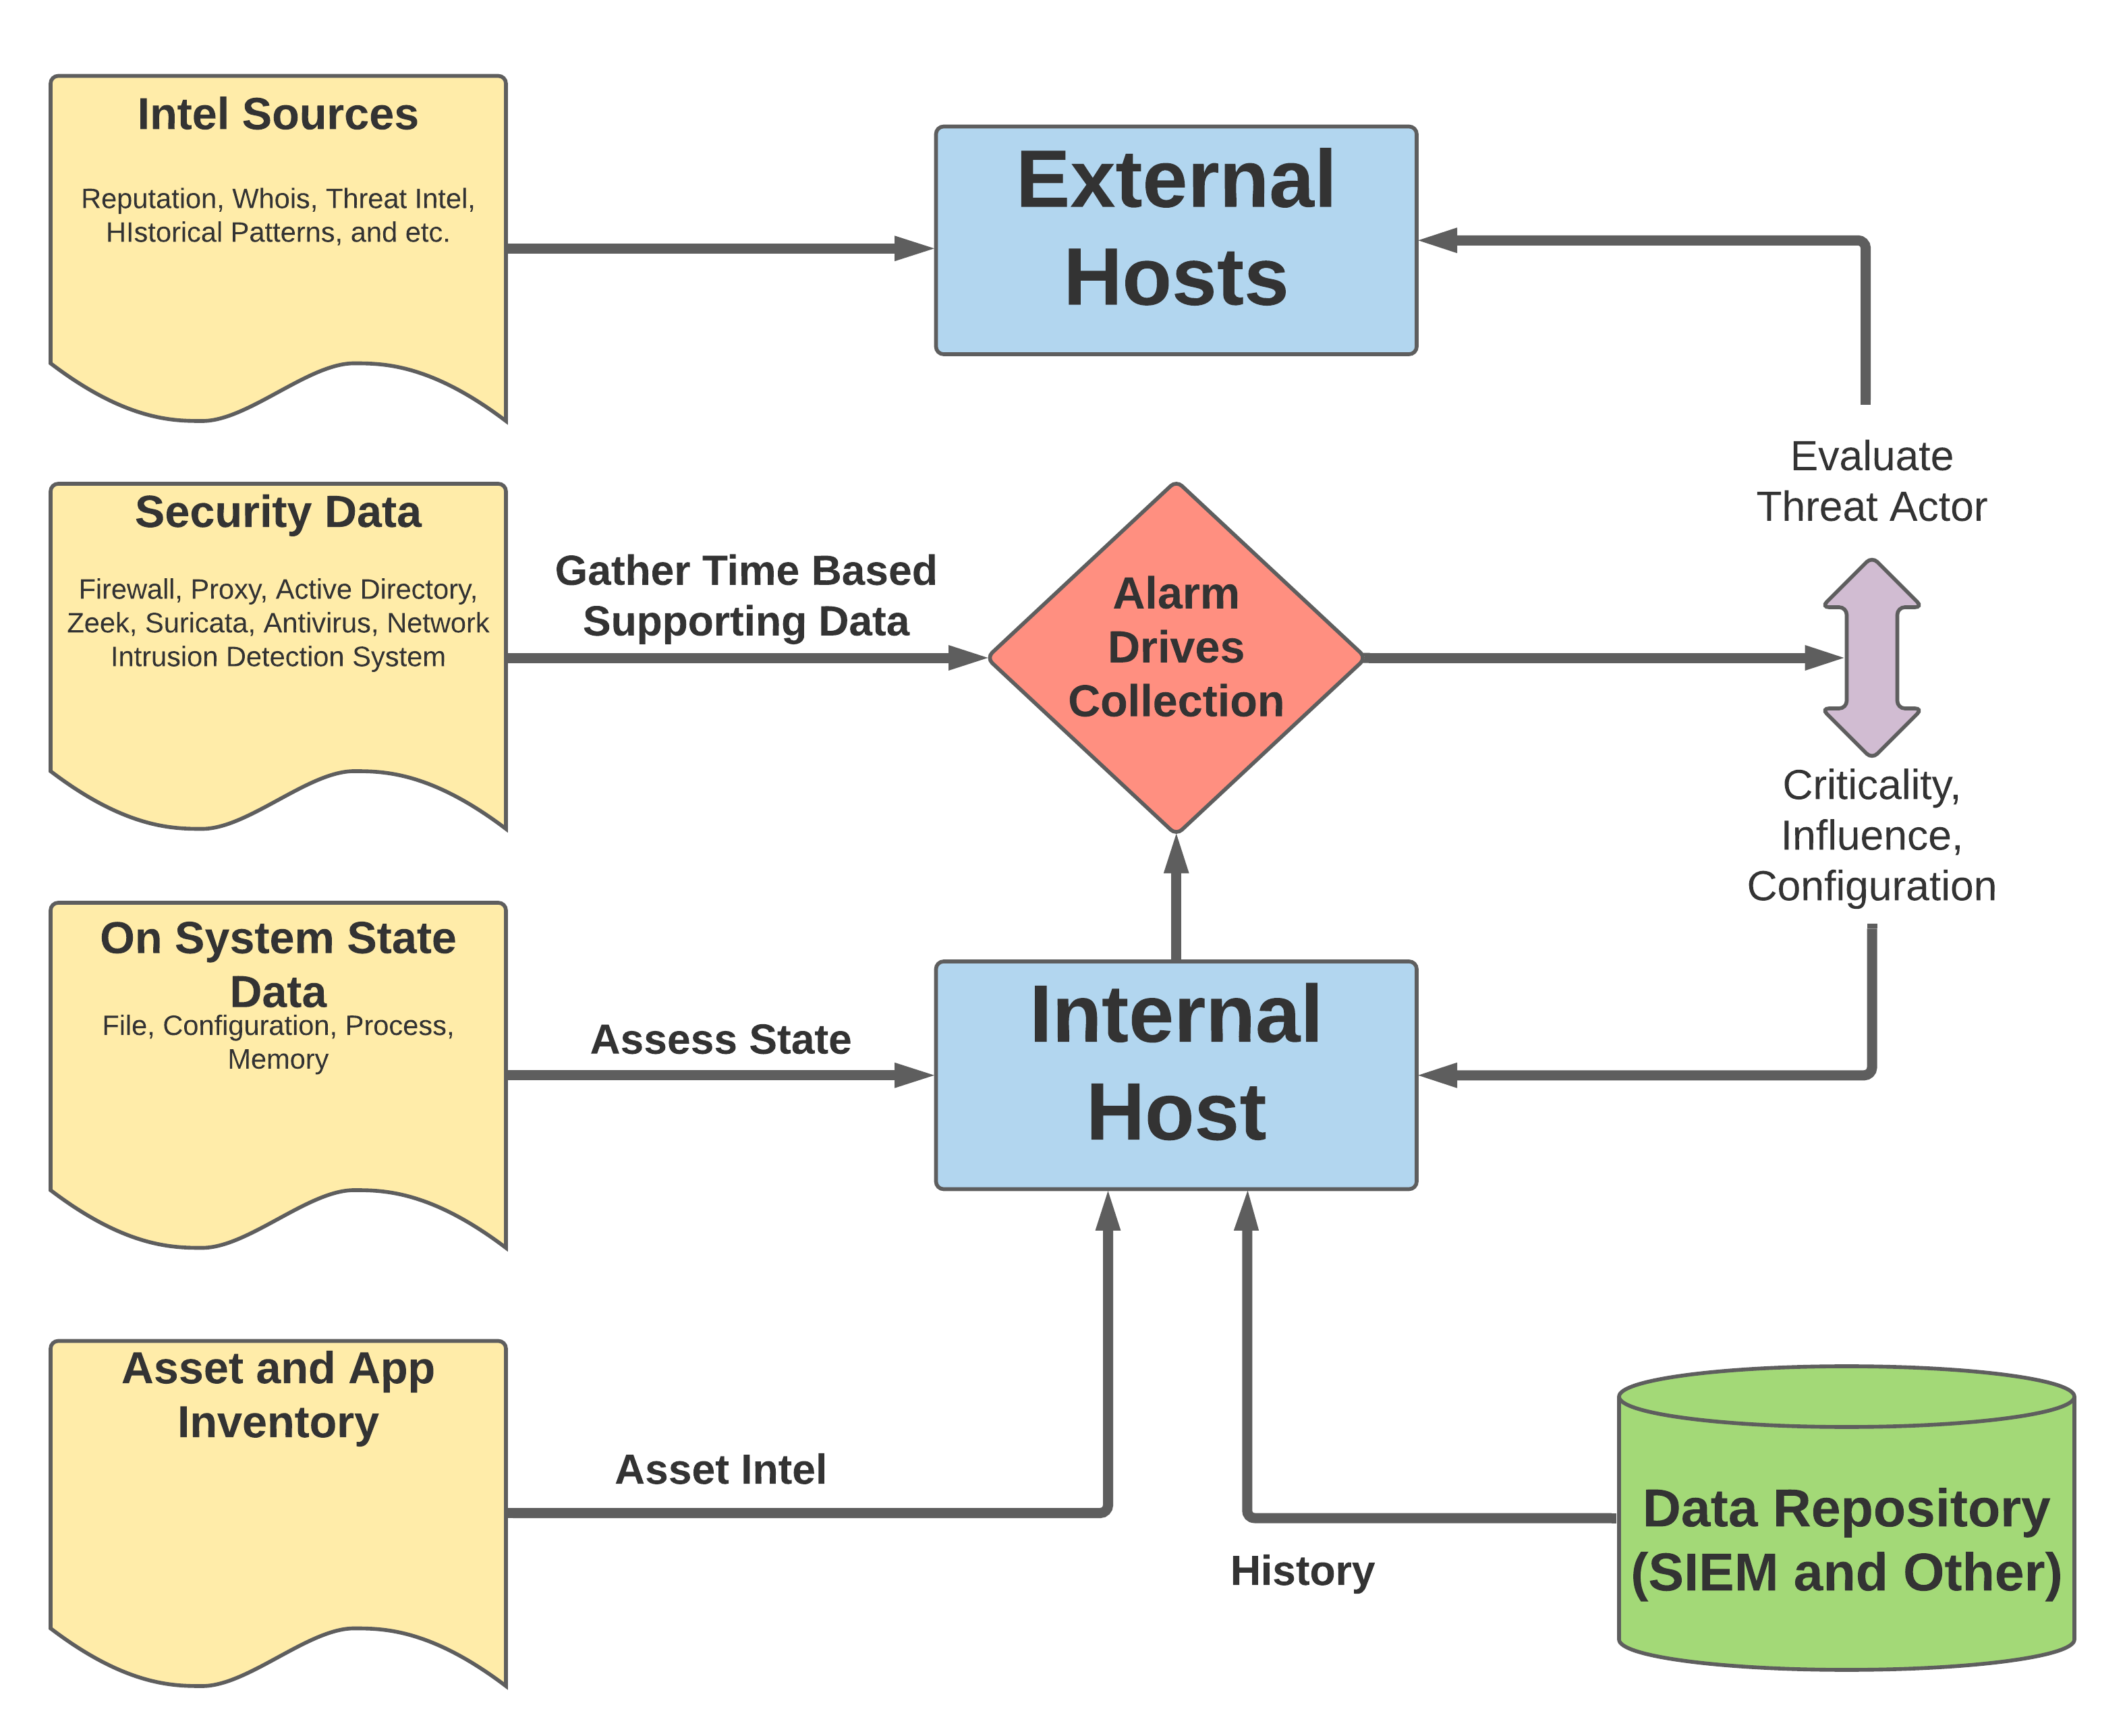 Intel Sources
Reputation, Whois, Threat Intel,
HIstorical Patterns, and etc.
External
Hosts
Evaluate
Threat Actor
Security Data
Firewall, Proxy, Active Directory,
Zeek, Suricata, Antivirus, Network
Intrusion Detection System
Gather Time Based
Supporting Data
Alarm
Drives
Collection
Criticality,
Influence,
Configuration
On System State
Data
File, Configuration, Process,
Memory
Assess State
Internal
Host
Asset and App
Inventory
Asset Intel
History
Data Repository
(SIEM and Other)